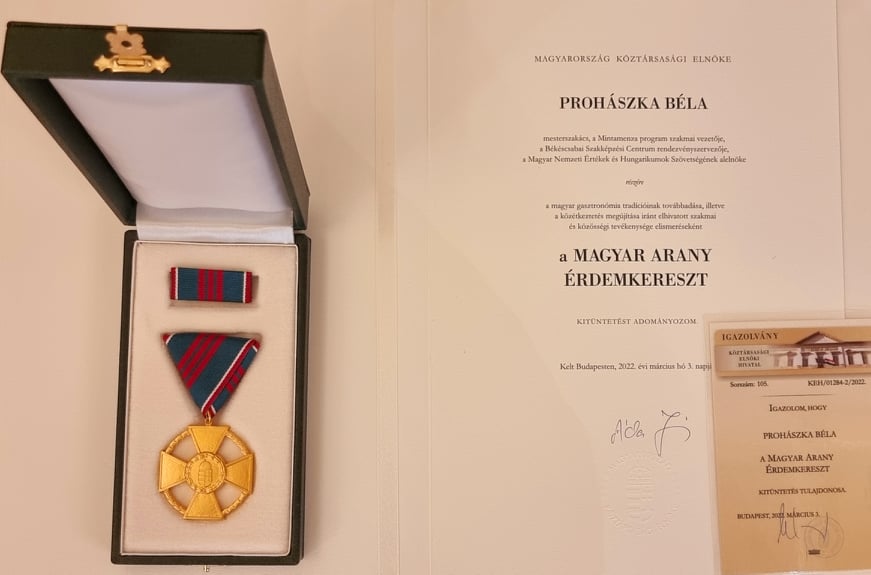 MAGYARORSZÁG KÖZTÁRSASÁGI ELNÖKE
PROHÁSZKA BÉLA
mesterszakács, a Mintamenza program szakmai vezetője,
a Békéscsabai Szakképzési Centrum rendezvényszervezője,
a Magyar Nemzeti Értékek és Hungarikumok Szövetségének alelnöke
részére
a magyar gasztronómia tradícióinak továbbadása, illetve
a közétkeztetés megújítása iránt elhivatott szakmai
és közösségi tevékenysége elismeréseként
a MAGYAR ARANY
ÉRDEMKERESZT
KITÜNTETÉST ADOMÁNYOZOM.
Kelt Budapesten, 2022. évi március hó 3. napján
Áder J
IGAZOLVÁNY
KÖZTÁRSASÁGI
ELNÖKI
HIVATAL
Sorszám: 105. KEH/01284-2/2022.
IGAZOLOM, HOGY
PROHÁSZKA BÉLA
A MAGYAR ARANY
ÉRDEMKERESZT
KITÜNTETÉS TULAJDONOSA.
BUDAPEST, 2022. MÁRCIUS 3.